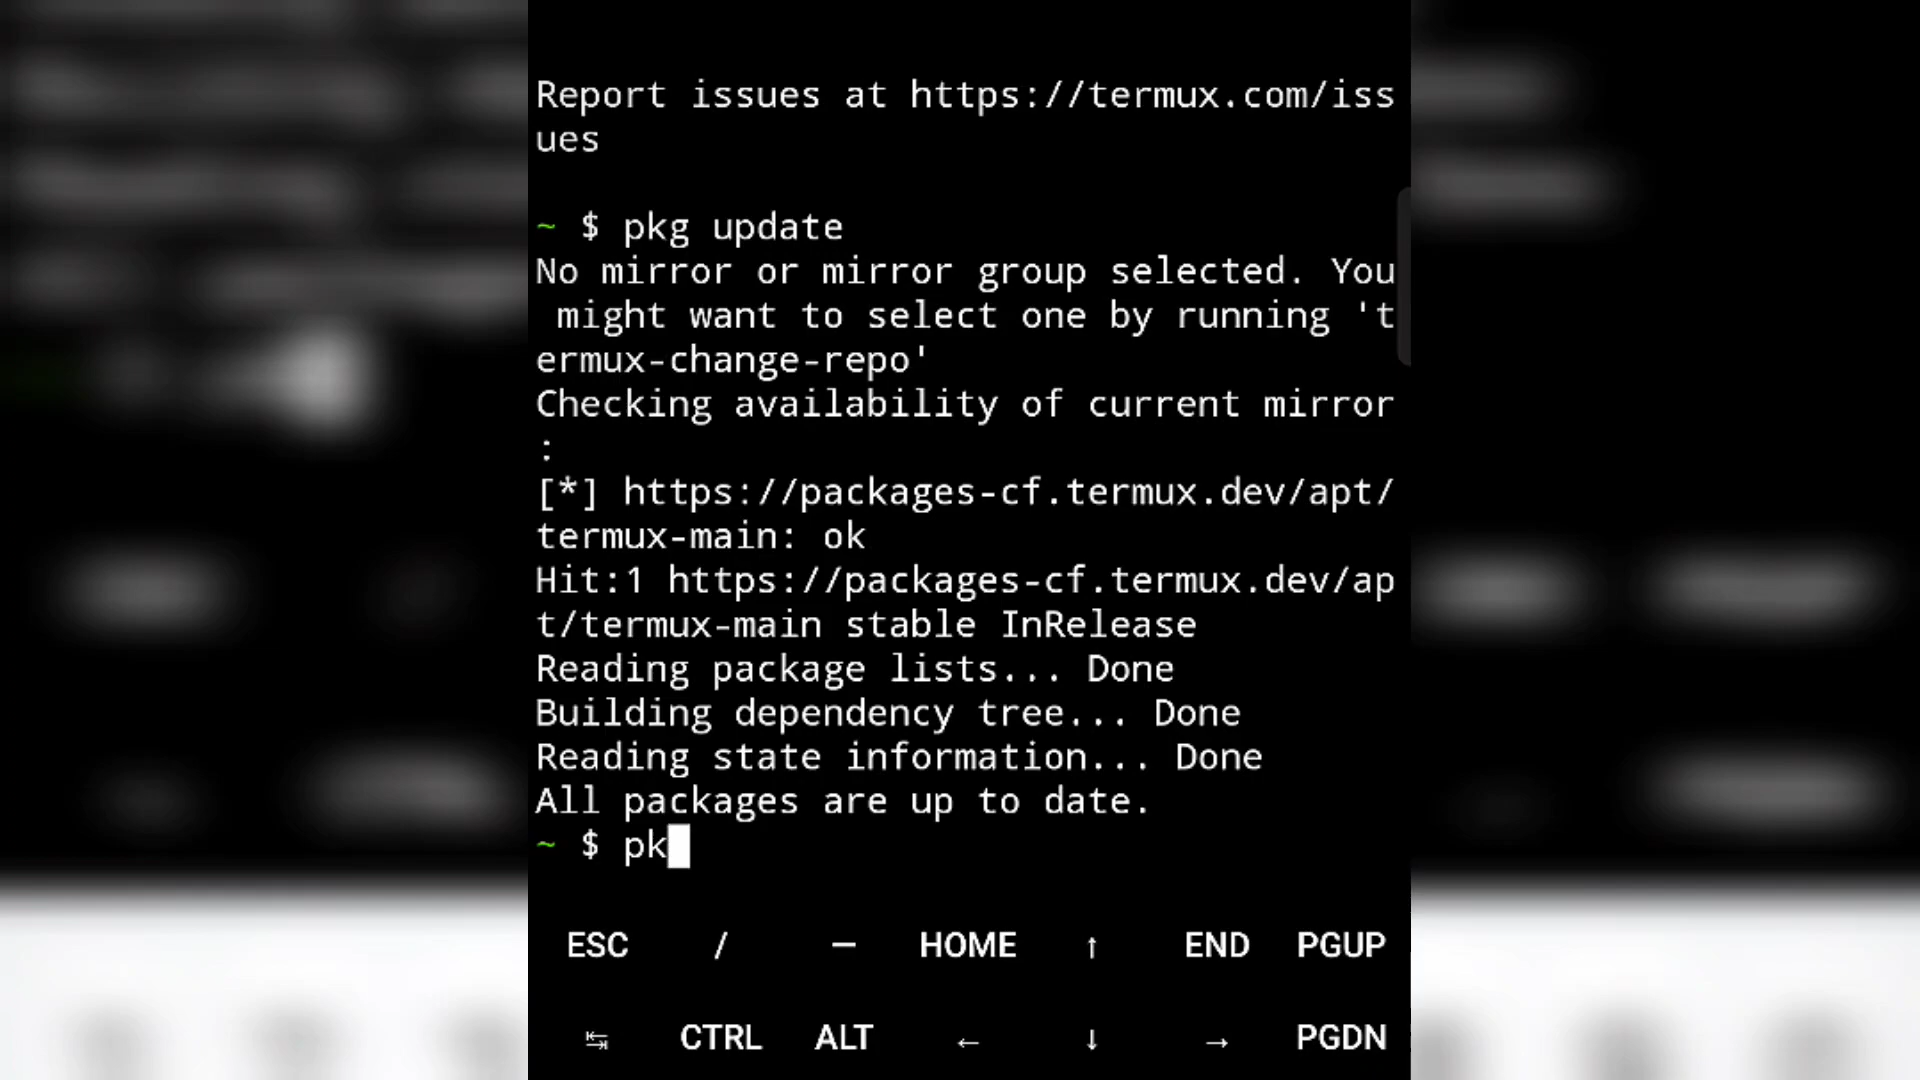 Report issues at https://termux.com/iss
ues
~ $ pkg update
No mirror or mirror group selected. You
might want to select one by running 't
ermux-change-repo'
Checking availability of current mirror
:
[*] https://packages-cf.termux.dev/apt/
termux-main: ok
Hit:1 https://packages-cf.termux.dev/ap
t/termux-main stable InRelease
Reading package lists... Done
Building dependency tree... Done
Reading state information... Done
All packages are up to date.
~ $ pk
ESC / — HOME ↑ END PGUP
↹ CTRL ALT ← ↓ → PGDN